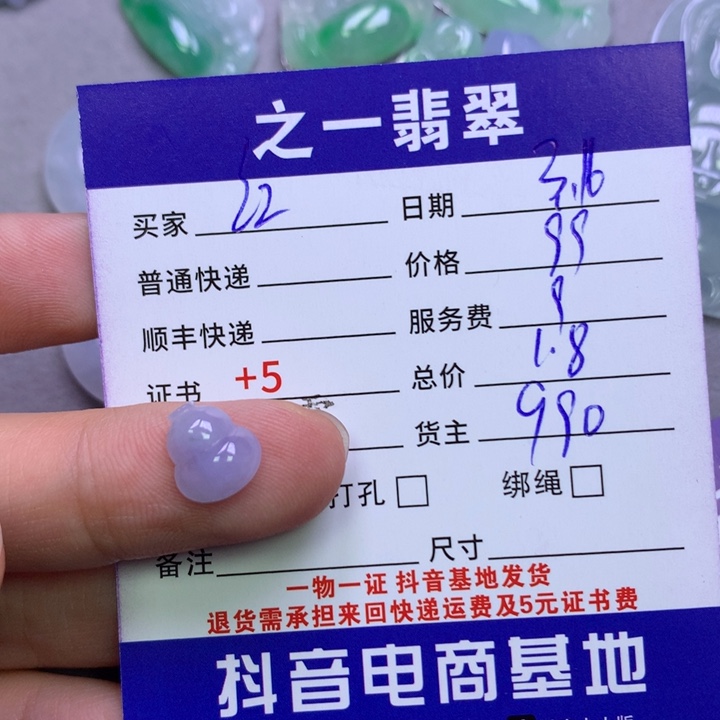 之一翡翠
买家 52 日期 3.16
普通快递 价格 99
顺丰快递 服务费 9
证书 +5 总价 1.8
货主 990
打孔 绑绳
备注 尺寸
一物一证 抖音基地发货
退货需承担来回快递运费及5元证书费
抖音电商基地